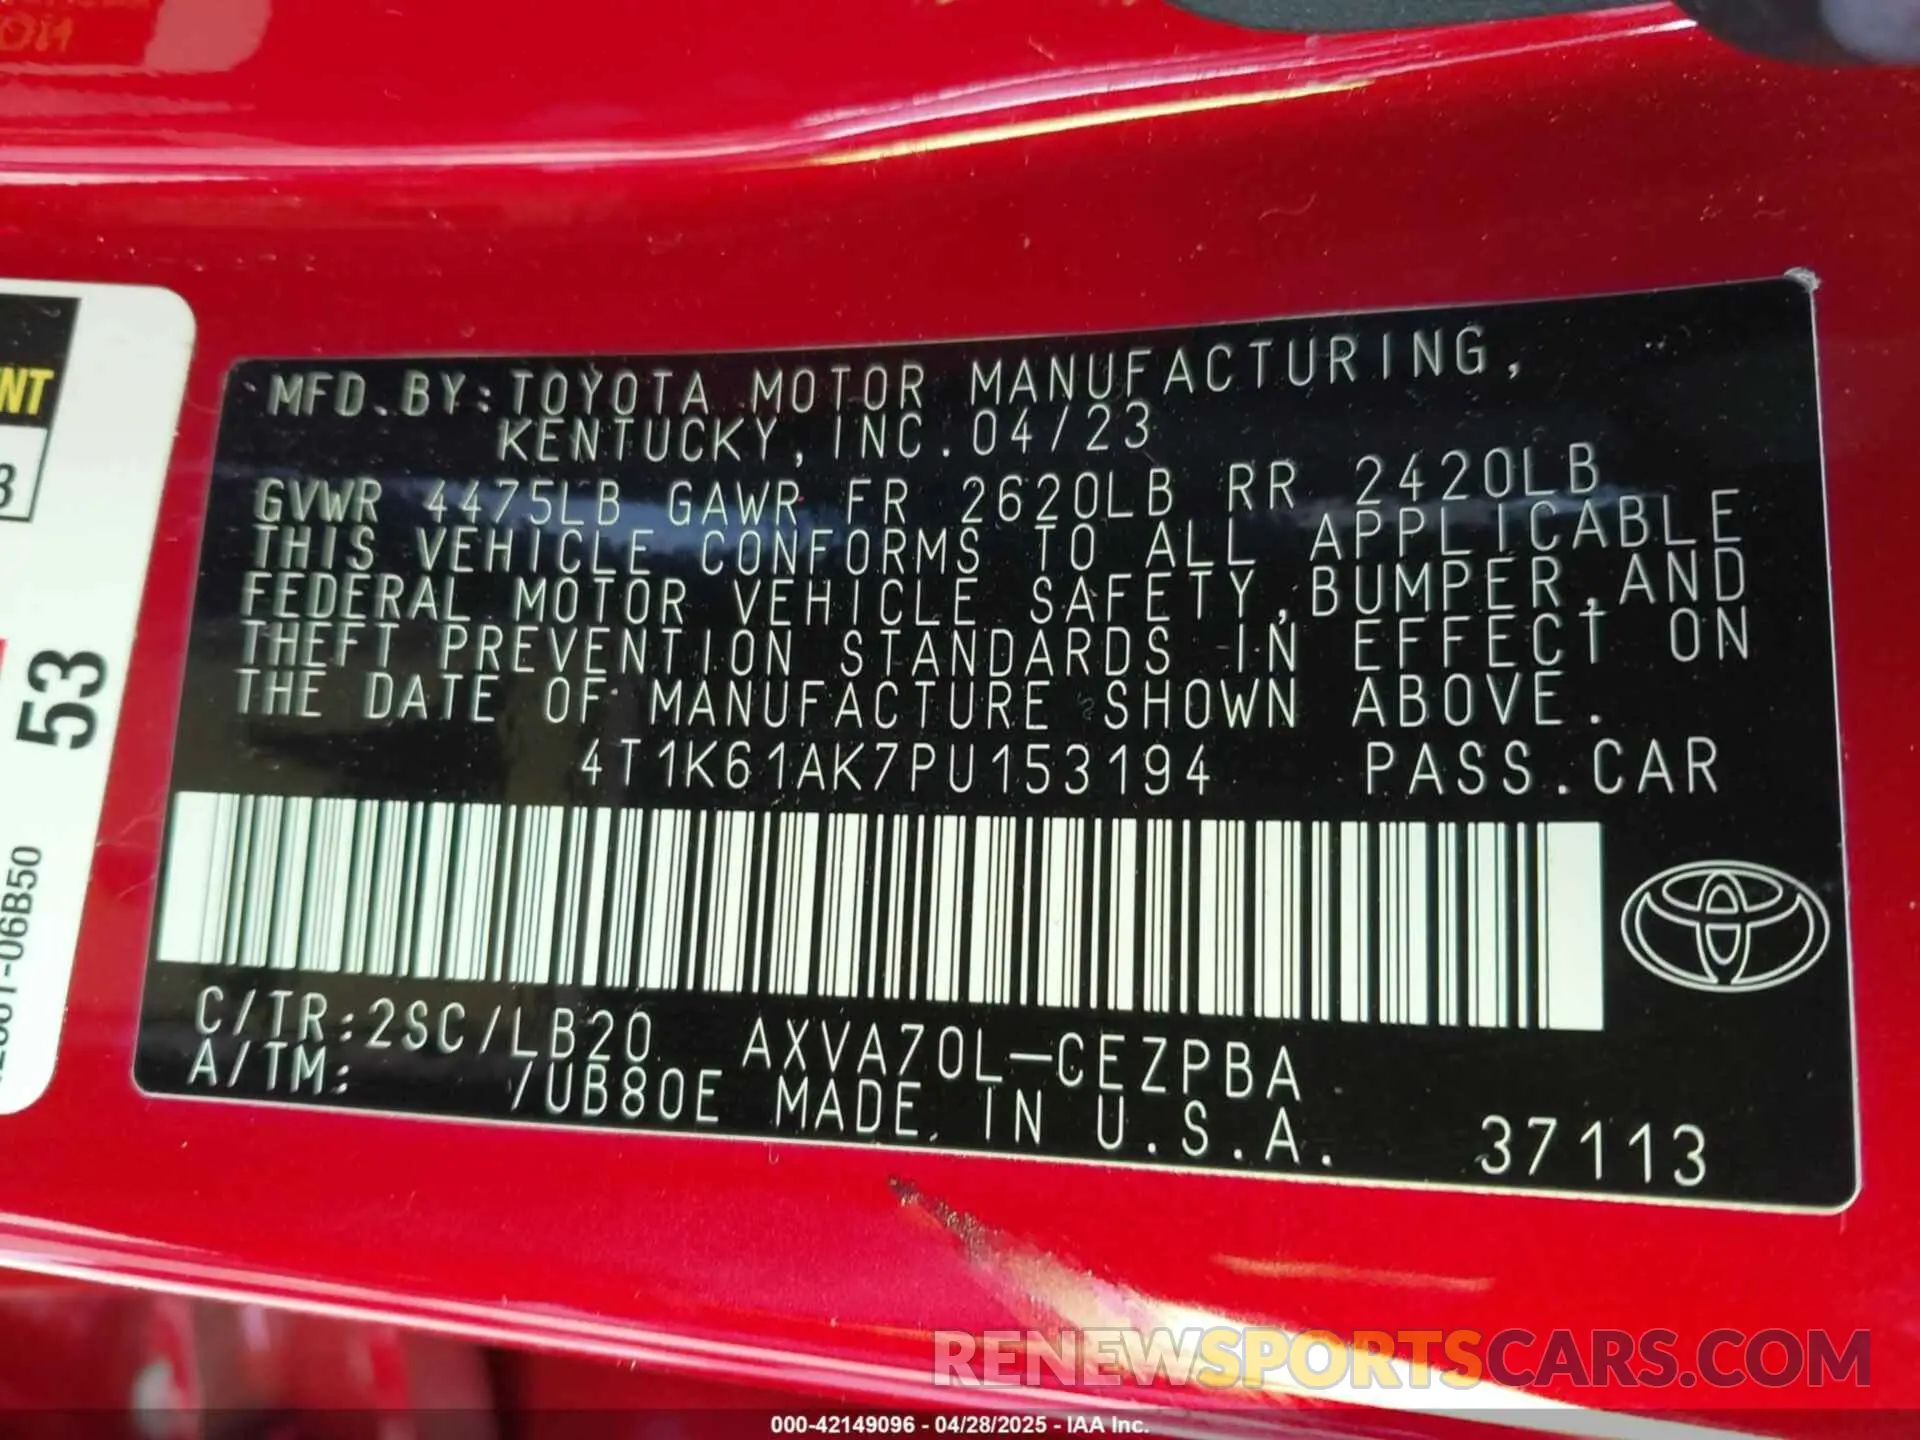 MFD.BY:TOYOTA MOTOR MANUFACTURING,
KENTUCKY,INC.04/23
GVWR 4475LB GAWR FR 2620LB RR 2420LB
THIS VEHICLE CONFORMS TO ALL APPLICABLE
FEDERAL MOTOR VEHICLE SAFETY,BUMPER,AND
THEFT PREVENTION STANDARDS IN EFFECT ON
THE DATE OF MANUFACTURE SHOWN ABOVE.
4T1K61AK7PU153194 PASS.CAR
C/TR:2SC/LB20 AXVA70L-CEZPBA
A/TM: /UB80E MADE IN U.S.A.
37113
53
RENEWSPORTSCARS.COM
000-42149096 - 04/28/2025 - IAA Inc.